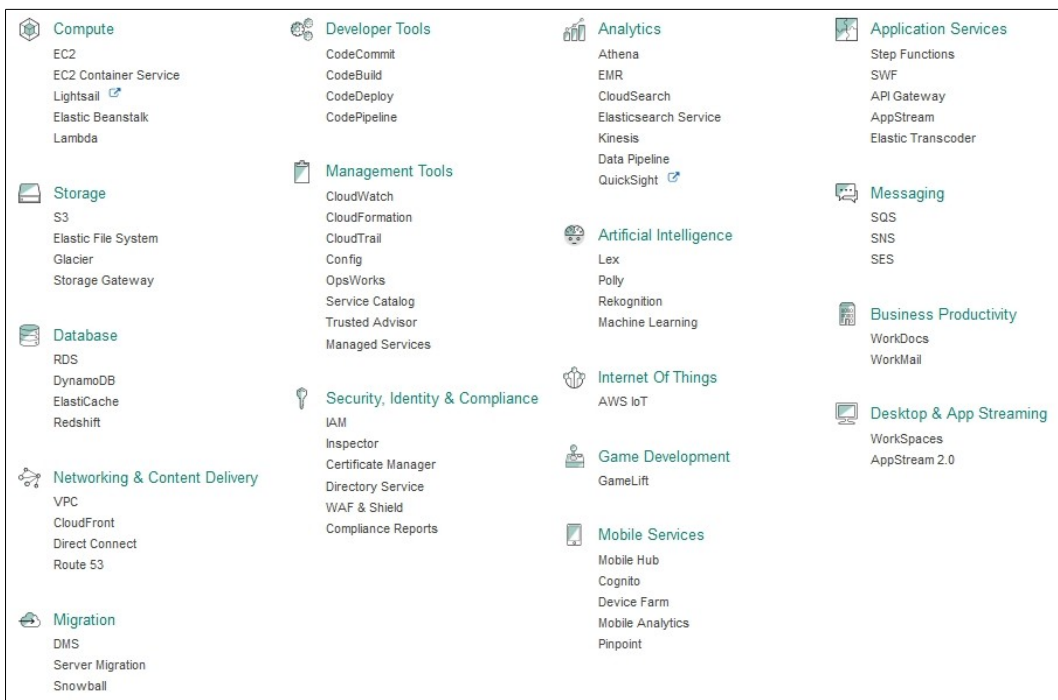 Compute
EC2
EC2 Container Service
Lightsail
Elastic Beanstalk
Lambda
Storage
S3
Elastic File System
Glacier
Storage Gateway
Database
RDS
DynamoDB
ElastiCache
Redshift
Networking & Content Delivery
VPC
CloudFront
Direct Connect
Route 53
Migration
DMS
Server Migration
Snowball
Developer Tools
CodeCommit
CodeBuild
CodeDeploy
CodePipeline
Management Tools
CloudWatch
CloudFormation
CloudTrail
Config
OpsWorks
Service Catalog
Trusted Advisor
Managed Services
Security, Identity & Compliance
IAM
Inspector
Certificate Manager
Directory Service
WAF & Shield
Compliance Reports
Analytics
Athena
EMR
CloudSearch
Elasticsearch Service
Kinesis
Data Pipeline
QuickSight
Artificial Intelligence
Lex
Polly
Rekognition
Machine Learning
Internet Of Things
AWS IoT
Game Development
GameLift
Mobile Services
Mobile Hub
Cognito
Device Farm
Mobile Analytics
Pinpoint
Application Services
Step Functions
SWF
API Gateway
AppStream
Elastic Transcoder
Messaging
SQS
SNS
SES
Business Productivity
WorkDocs
WorkMail
Desktop & App Streaming
WorkSpaces
AppStream 2.0